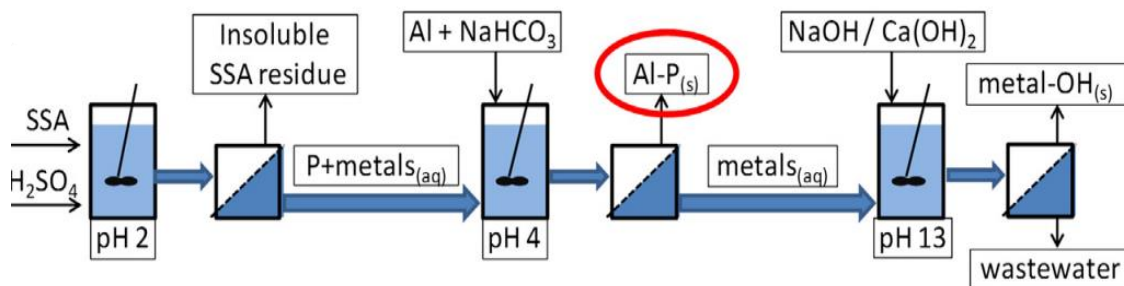 SSA
H₂SO₄
pH 2
Insoluble
SSA residue
P+metals(aq)
Al + NaHCO₃
pH 4
Al-P(s)
metals(aq)
NaOH / Ca(OH)₂
pH 13
metal-OH(s)
wastewater